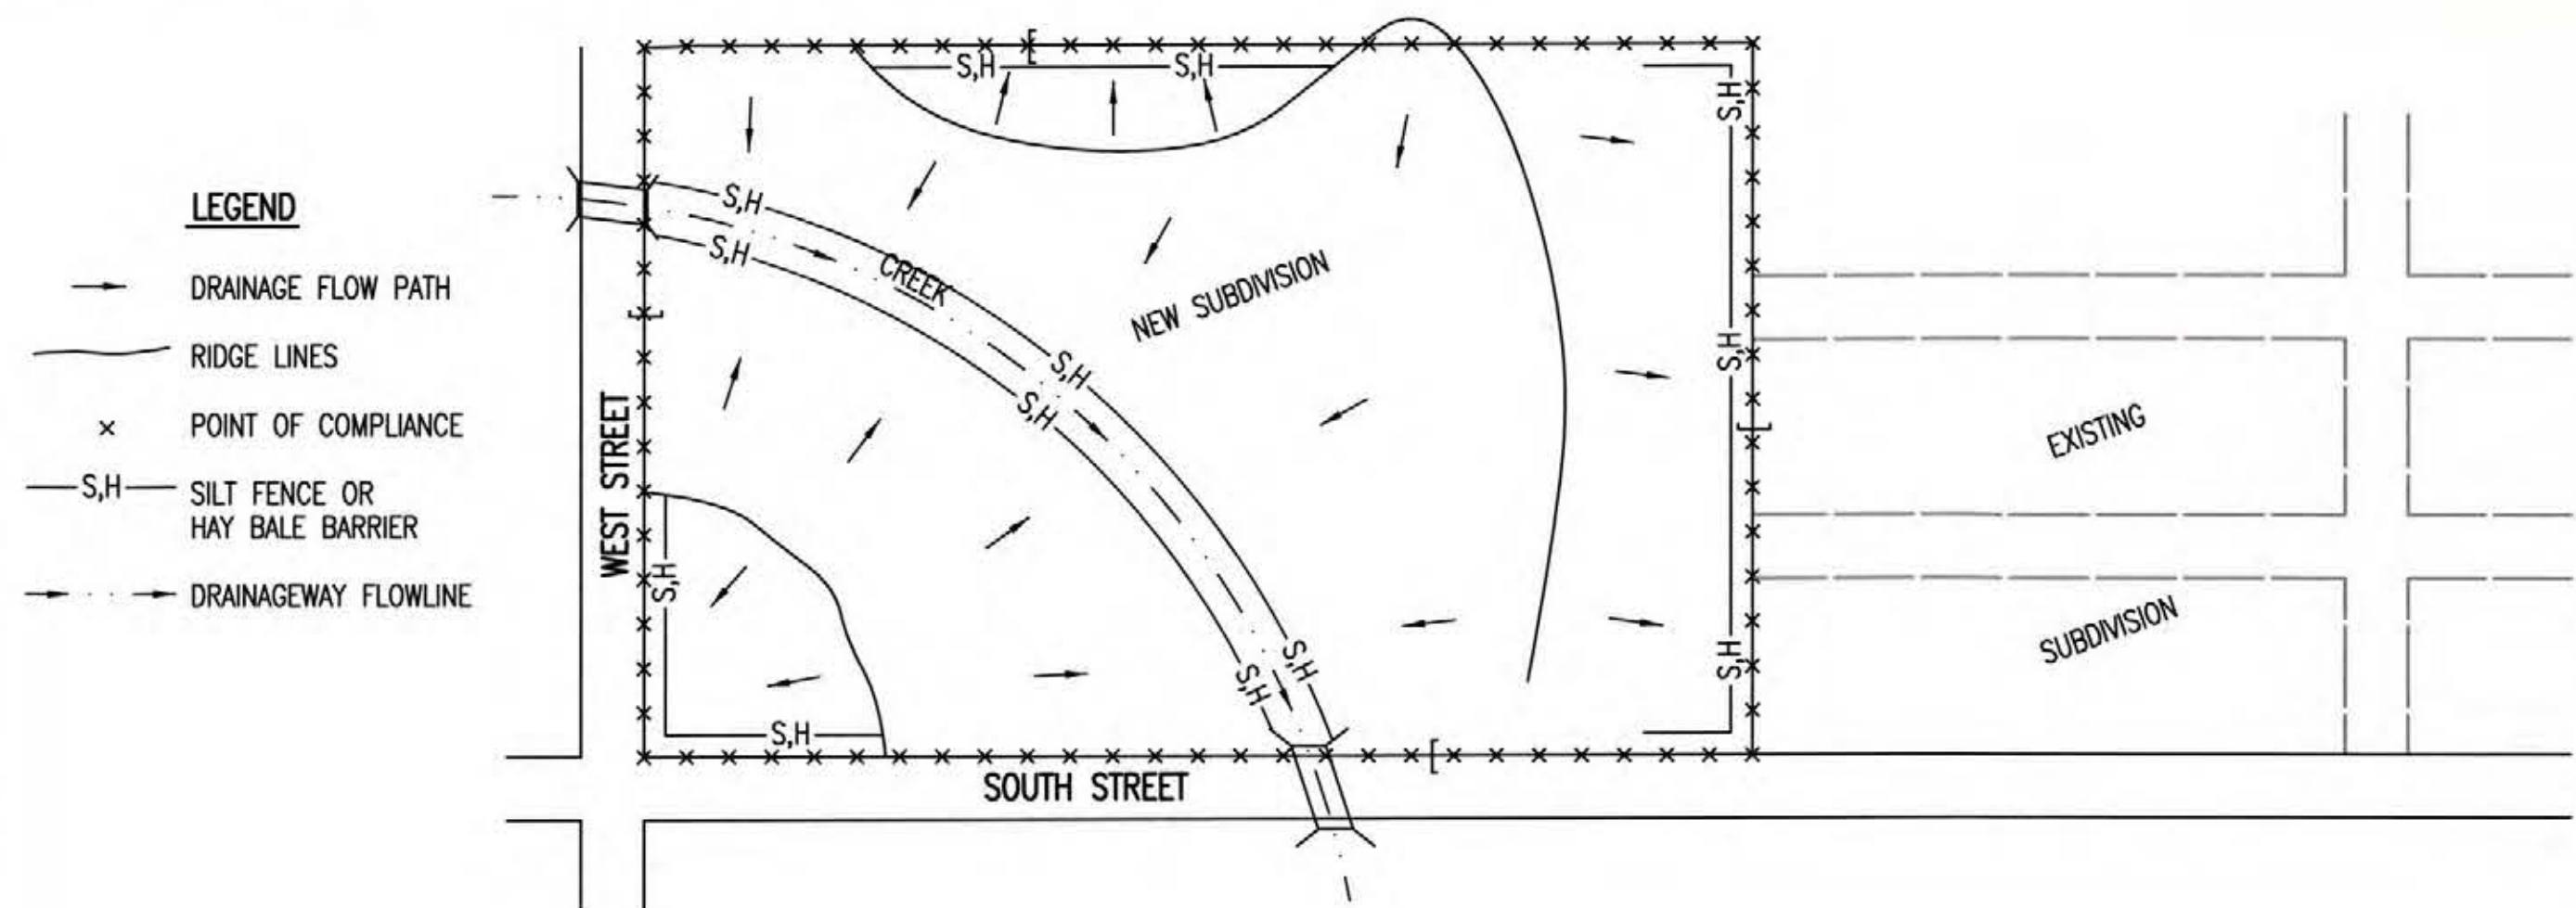 LEGEND
DRAINAGE FLOW PATH
RIDGE LINES
POINT OF COMPLIANCE
S,H
SILT FENCE OR
HAY BALE BARRIER
DRAINAGEWAY FLOWLINE
S,H
S,H
S,H
S,H
S,H
CREEK
NEW SUBDIVISION
S,H
S,H
S,H
WEST STREET
EXISTING
S,H
S,H
S,H
S,H
S,H
SUBDIVISION
SOUTH STREET